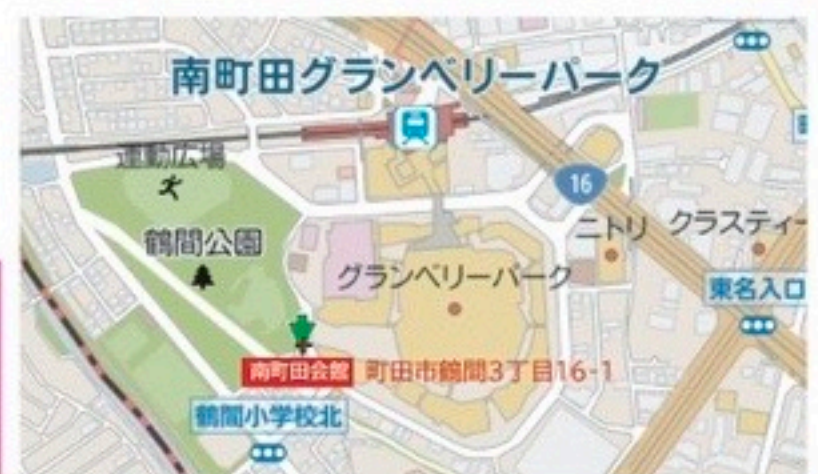 南町田グランベリーパーク
運動広場
16
鶴間公園
ニトリ
クラスティー
グランベリーパーク
東名入口
南町田会館 町田市鶴間3丁目16-1
鶴間小学校北